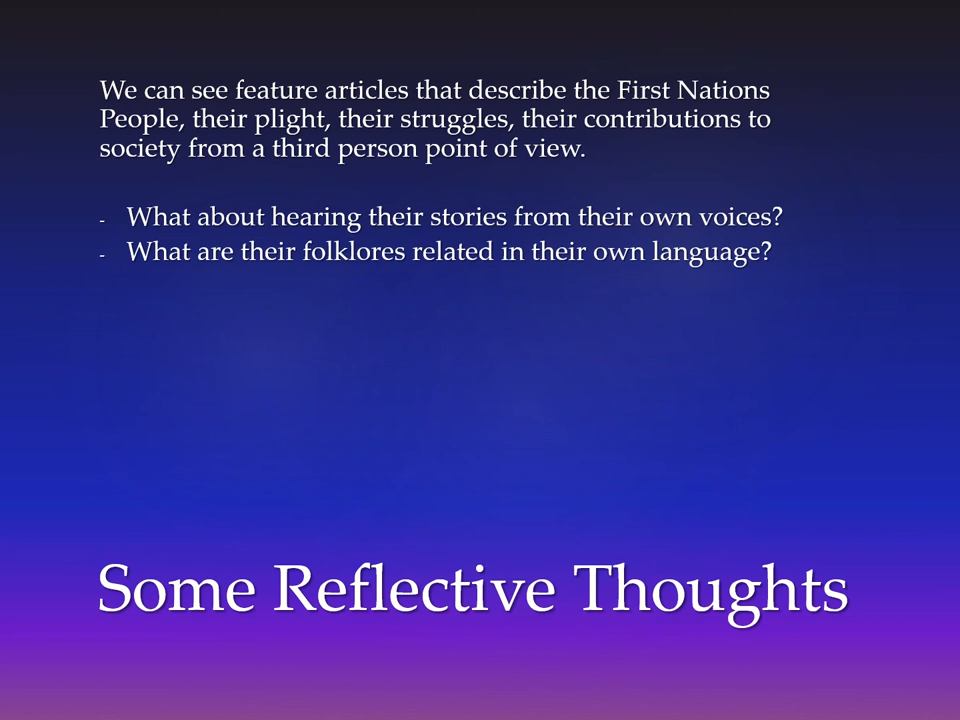 We can see feature articles that describe the First Nations
People, their plight, their struggles, their contributions to
society from a third person point of view.
- What about hearing their stories from their own voices?
- What are their folklores related in their own language?
Some Reflective Thoughts